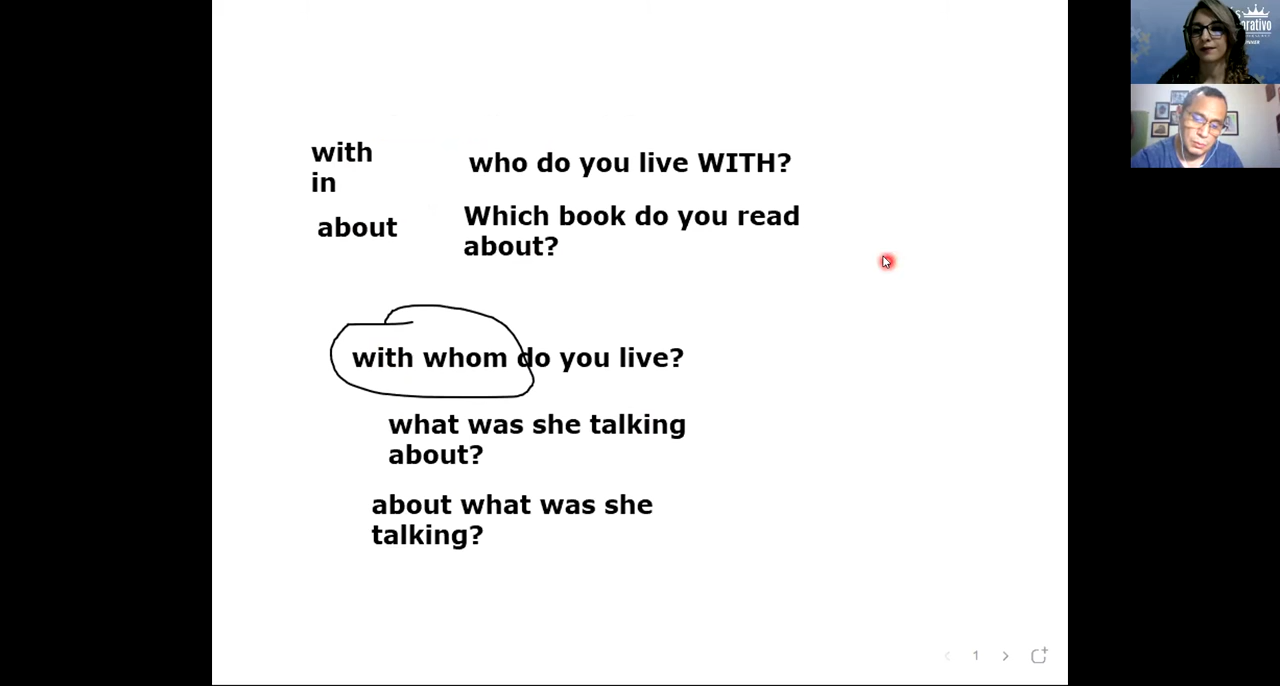 with
in
who do you live WITH?
about
Which book do you read
about?
with whom do you live?
what was she talking
about?
about what was she
talking?
1